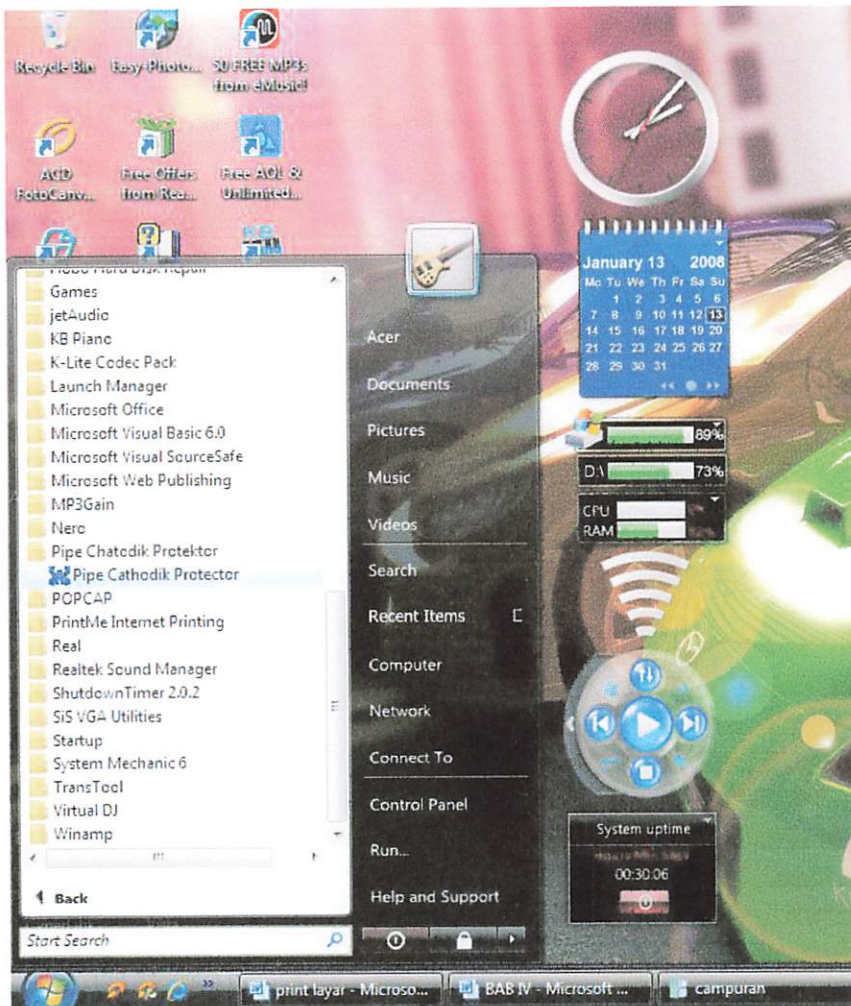 Recycle Bin
Easy-Photo...
50 FREE MP3s
from eMusic!
ACD
FotoCanv...
Free Offers
from Rea...
Free AOL &
Unlimited...
Games
jetAudio
KB Piano
K-Lite Codec Pack
Launch Manager
Microsoft Office
Microsoft Visual Basic 6.0
Microsoft Visual SourceSafe
Microsoft Web Publishing
MP3Gain
Nero
Pipe Chatodik Protektor
Pipe Cathodik Protector
POPCAP
PrintMe Internet Printing
Real
Realtek Sound Manager
ShutdownTimer 2.0.2
SiS VGA Utilities
Startup
System Mechanic 6
TransTool
Virtual DJ
Winamp
Back
Start Search
Acer
Documents
Pictures
Music
Videos
Search
Recent Items
Computer
Network
Connect To
Control Panel
Run...
Help and Support
January 13 2008
Mo Tu We Th Fr Sa Su
1 2 3 4 5 6
7 8 9 10 11 12 13
14 15 16 17 18 19 20
21 22 23 24 25 26 27
28 29 30 31
89%
D:\ 73%
CPU
RAM
System uptime
00:30:06
print layar - Microso...
BAB IV - Microsoft ...
campuran